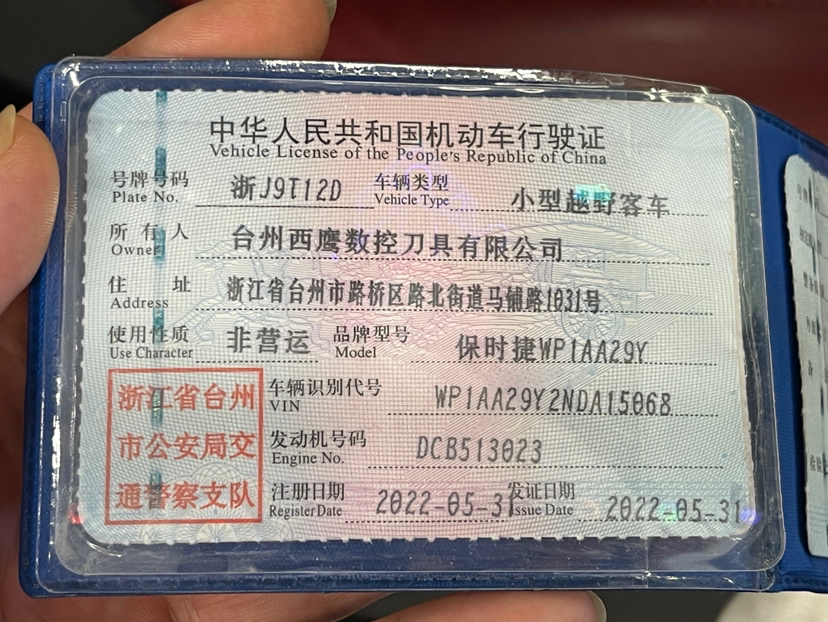 中华人民共和国机动车行驶证
Vehicle License of the People's Republic of China
号牌号码 浙J9T12D 车辆类型 小型越野客车
Plate No. Vehicle Type
所有人 台州西鹰数控刀具有限公司
Owner
住址 浙江省台州市路桥区路北街道马铺路1031号
Address
使用性质 非营运 品牌型号 保时捷WP1AA29Y
Use Character Model
浙江省台州
市公安局交
通警察支队
车辆识别代号 WP1AA29Y2NDA15068
VIN
发动机号码 DCB513023
Engine No.
注册日期 2022-05-31 发证日期 2022-05-31
Register Date Issue Date